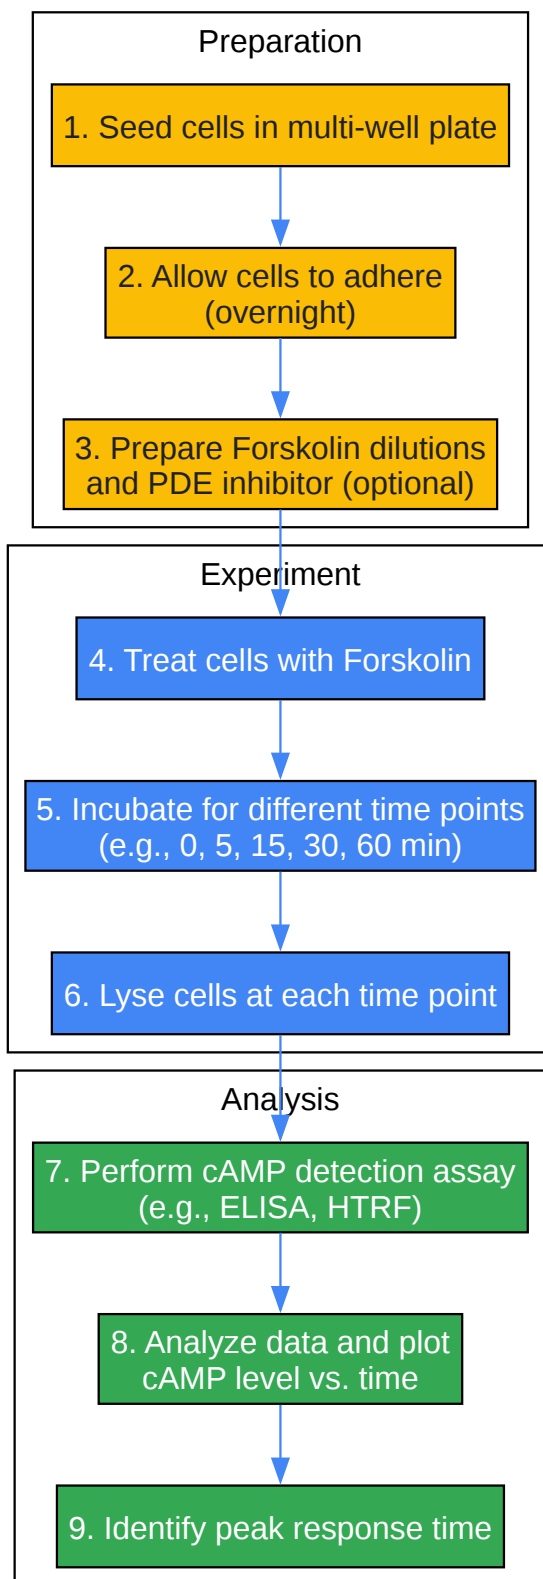 Preparation
1. Seed cells in multi-well plate
2. Allow cells to adhere
(overnight)
3. Prepare Forskolin dilutions
and PDE inhibitor (optional)
Experiment
4. Treat cells with Forskolin
5. Incubate for different time points
(e.g., 0, 5, 15, 30, 60 min)
6. Lyse cells at each time point
Analysis
7. Perform cAMP detection assay
(e.g., ELISA, HTRF)
8. Analyze data and plot
cAMP level vs. time
9. Identify peak response time